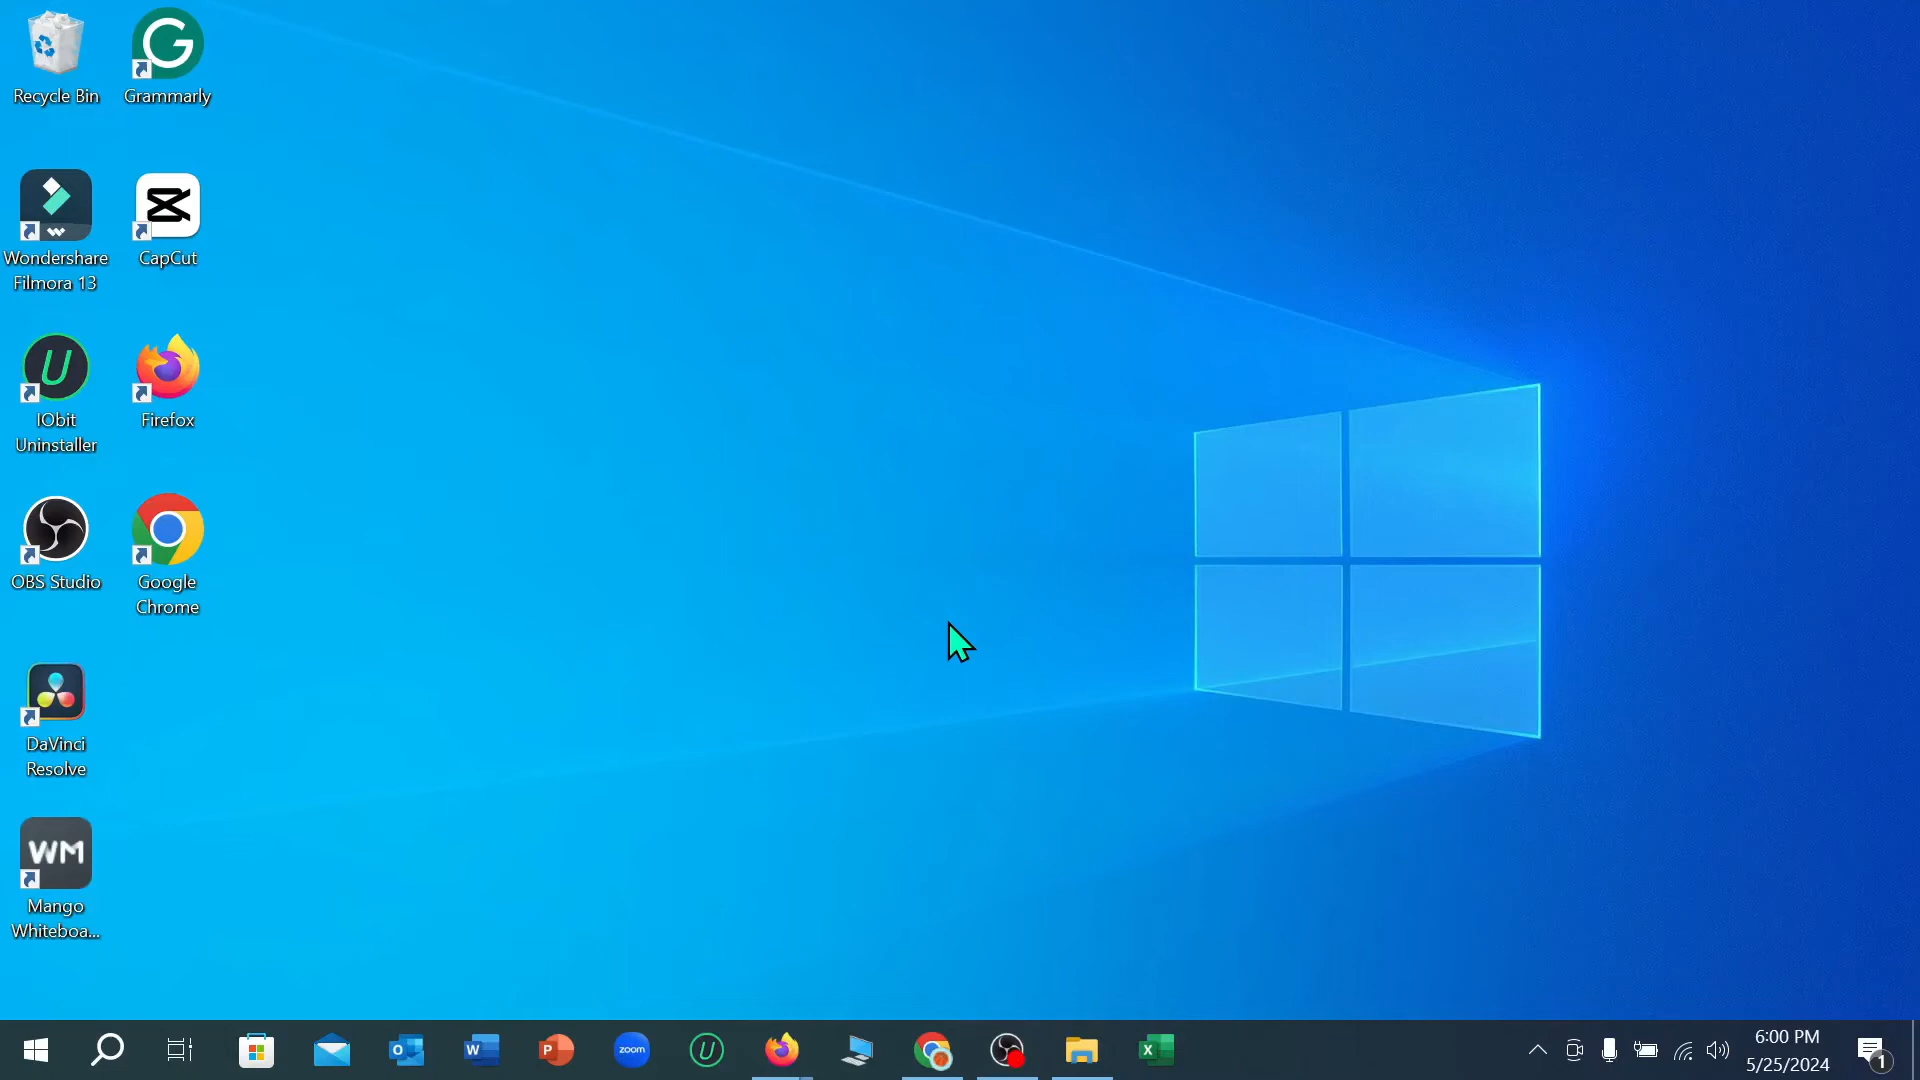 Recycle Bin
Grammarly
Wondershare
Filmora 13
CapCut
IObit
Uninstaller
Firefox
OBS Studio
Google
Chrome
DaVinci
Resolve
WM
Mango
Whiteboa...
zoom
6:00 PM
5/25/2024
1